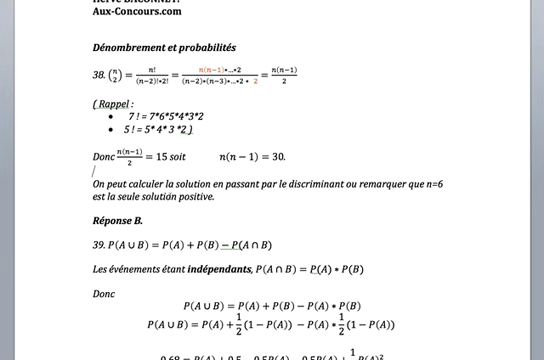 Aux-Concours.com
Dénombrement et probabilités
38. (n 2) = n! / (n−2)!∗2! = n(n−1)∗…∗2 / (n−2)∗(n−3)∗…∗2 ∗ 2 = n(n−1) / 2
( Rappel :
• 7 ! = 7*6*5*4*3*2
• 5 ! = 5* 4* 3 *2 )
Donc n(n−1)/2 = 15 soit n(n − 1) = 30.
On peut calculer la solution en passant par le discriminant ou remarquer que n=6
est la seule solution positive.
Réponse B.
39. P(A ∪ B) = P(A) + P(B) − P(A ∩ B)
Les événements étant indépendants, P(A ∩ B) = P(A) ∗ P(B)
Donc
P(A ∪ B) = P(A) + P(B) − P(A) ∗ P(B)
P(A ∪ B) = P(A) + 1/2 (1 − P(A)) − P(A) ∗ 1/2 (1 − P(A))